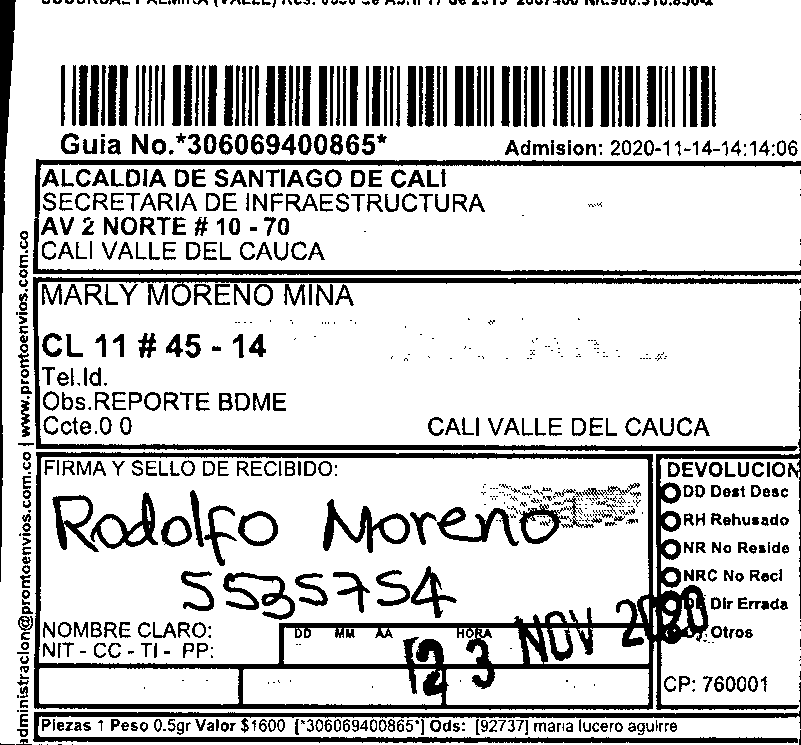 Guia No.*306069400865*
Admision: 2020-11-14-14:14:06
ALCALDIA DE SANTIAGO DE CALI
SECRETARIA DE INFRAESTRUCTURA
AV 2 NORTE # 10 - 70
CALI VALLE DEL CAUCA
MARLY MORENO MINA
CL 11 # 45 - 14
Tel.Id.
Obs.REPORTE BDME
Ccte.0 0
CALI VALLE DEL CAUCA
administracion@prontoenvios.com.co | www.prontoenvios.com.co
FIRMA Y SELLO DE RECIBIDO:
Rodolfo Moreno
5535754
NOMBRE CLARO:
NIT - CC - TI - PP:
DD MM AA HORA
23 NOV 2020
DEVOLUCION
DD Dest Desc
RH Rehusado
NR No Reside
NRC No Reci
DE Dir Errada
Otros
CP: 760001
Piezas 1 Peso 0.5gr Valor $1600 [*306069400865*] Ods: [92737] maria lucero aguirre